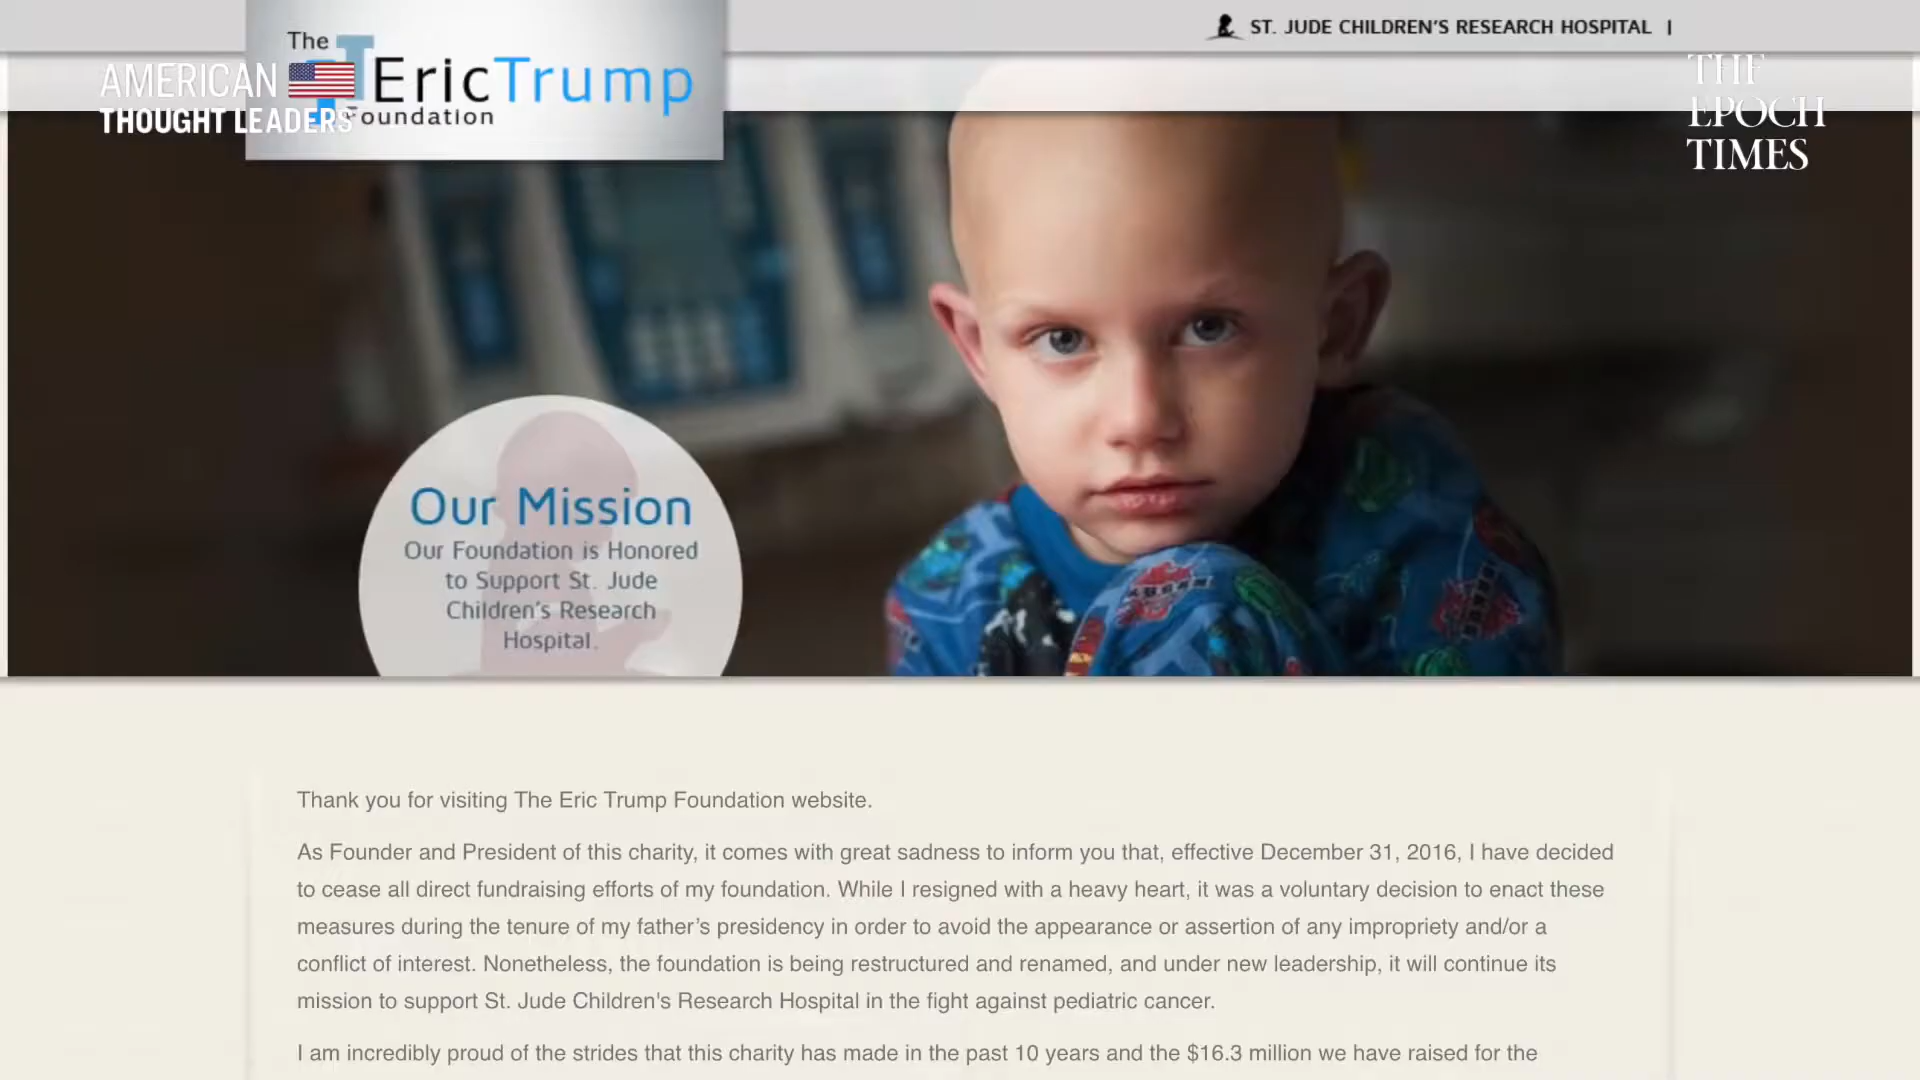 ST. JUDE CHILDREN'S RESEARCH HOSPITAL |
The
EricTrump
Foundation
AMERICAN
THOUGHT LEADERS
THE
EPOCH
TIMES
Our Mission
Our Foundation is Honored
to Support St. Jude
Children's Research
Hospital.
Thank you for visiting The Eric Trump Foundation website.
As Founder and President of this charity, it comes with great sadness to inform you that, effective December 31, 2016, I have decided
to cease all direct fundraising efforts of my foundation. While I resigned with a heavy heart, it was a voluntary decision to enact these
measures during the tenure of my father's presidency in order to avoid the appearance or assertion of any impropriety and/or a
conflict of interest. Nonetheless, the foundation is being restructured and renamed, and under new leadership, it will continue its
mission to support St. Jude Children's Research Hospital in the fight against pediatric cancer.
I am incredibly proud of the strides that this charity has made in the past 10 years and the $16.3 million we have raised for the